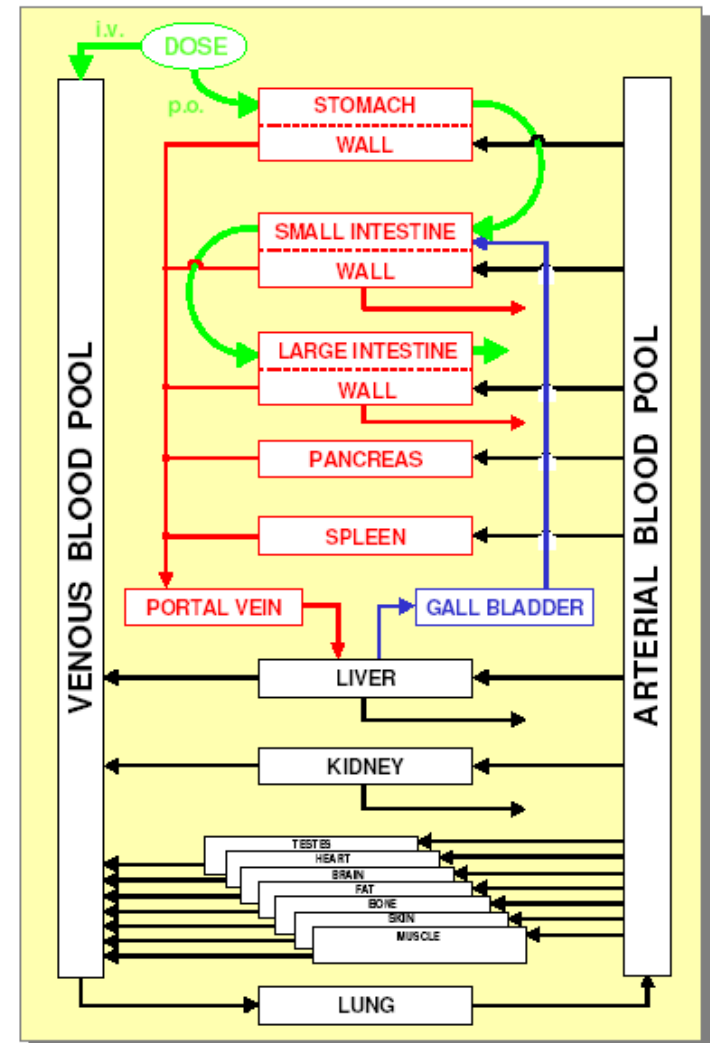 i.v.
DOSE
p.o.
STOMACH
WALL
SMALL INTESTINE
WALL
LARGE INTESTINE
WALL
PANCREAS
SPLEEN
PORTAL VEIN
GALL BLADDER
LIVER
KIDNEY
TESTES
HEART
BRAIN
FAT
BONE
SKIN
MUSCLE
LUNG
VENOUS BLOOD POOL
ARTERIAL BLOOD POOL